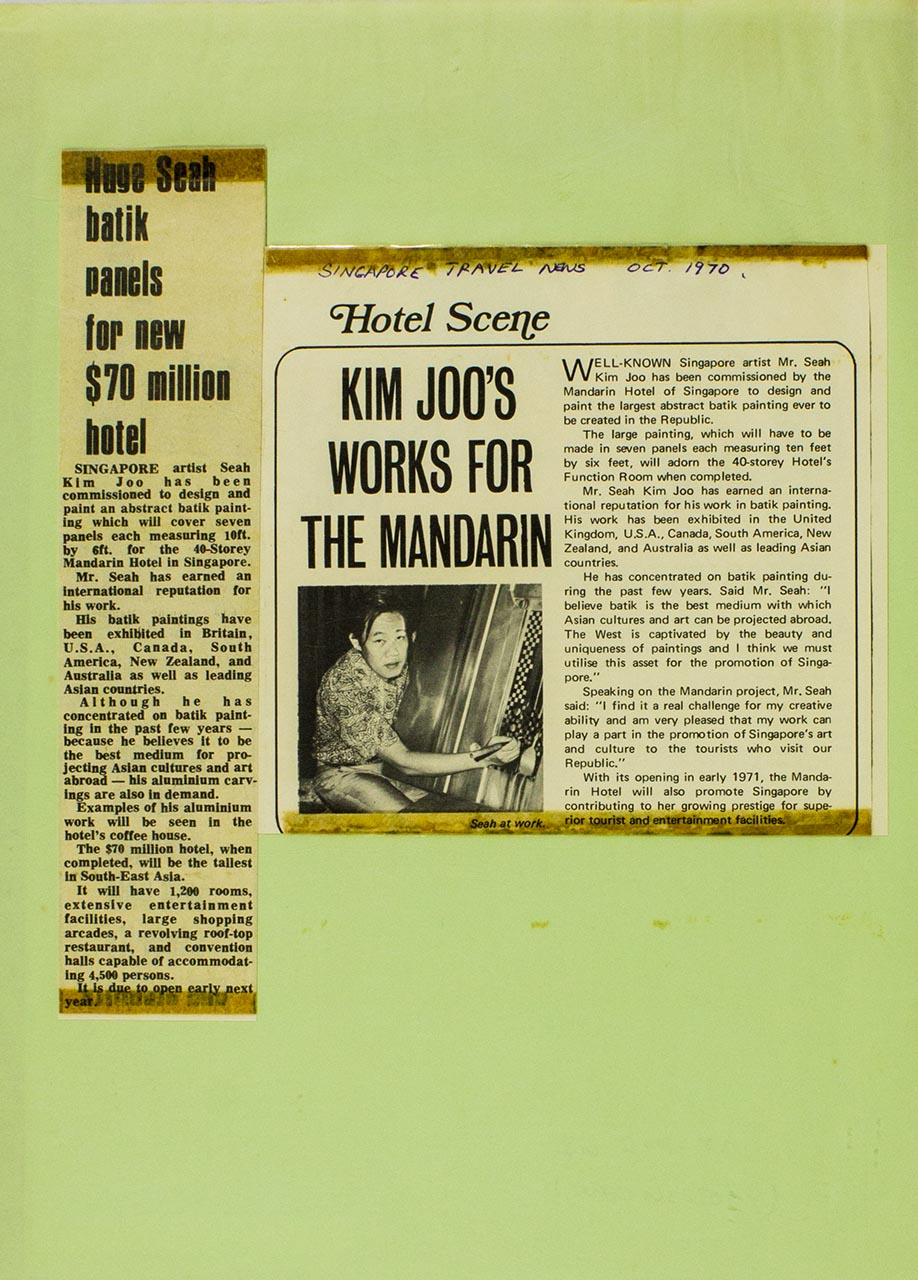 Huge Seah
batik
panels
for new
$70 million
hotel
SINGAPORE artist Seah
Kim Joo has been
commissioned to design and
paint an abstract batik paint-
ing which will cover seven
panels each measuring 10ft.
by 6ft. for the 40-Storey
Mandarin Hotel in Singapore.
Mr. Seah has earned an
international reputation for
his work.
His batik paintings have
been exhibited in Britain,
U.S.A., Canada, South
America, New Zealand, and
Australia as well as leading
Asian countries.
Although he has
concentrated on batik paint-
ing in the past few years —
because he believes it to be
the best medium for pro-
jecting Asian cultures and art
abroad — his aluminium carv-
ings are also in demand.
Examples of his aluminium
work will be seen in the
hotel's coffee house.
The $70 million hotel, when
completed, will be the tallest
in South-East Asia.
It will have 1,200 rooms,
extensive entertainment
facilities, large shopping
arcades, a revolving roof-top
restaurant, and convention
halls capable of accommodat-
ing 4,500 persons.
It is due to open early next
year.
SINGAPORE TRAVEL NEWS OCT. 1970.
Hotel Scene
KIM JOO'S
WORKS FOR
THE MANDARIN
Seah at work.
WELL-KNOWN Singapore artist Mr. Seah
Kim Joo has been commissioned by the
Mandarin Hotel of Singapore to design and
paint the largest abstract batik painting ever to
be created in the Republic.
The large painting, which will have to be
made in seven panels each measuring ten feet
by six feet, will adorn the 40-storey Hotel's
Function Room when completed.
Mr. Seah Kim Joo has earned an interna-
tional reputation for his work in batik painting.
His work has been exhibited in the United
Kingdom, U.S.A., Canada, South America, New
Zealand, and Australia as well as leading Asian
countries.
He has concentrated on batik painting du-
ring the past few years. Said Mr. Seah: "I
believe batik is the best medium with which
Asian cultures and art can be projected abroad.
The West is captivated by the beauty and
uniqueness of paintings and I think we must
utilise this asset for the promotion of Singa-
pore."
Speaking on the Mandarin project, Mr. Seah
said: "I find it a real challenge for my creative
ability and am very pleased that my work can
play a part in the promotion of Singapore's art
and culture to the tourists who visit our
Republic."
With its opening in early 1971, the Manda-
rin Hotel will also promote Singapore by
contributing to her growing prestige for supe-
rior tourist and entertainment facilities.